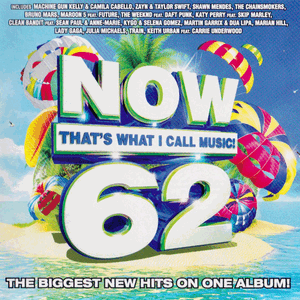 INCLUDES: MACHINE GUN KELLY & CAMILA CABELLO, ZAYN & TAYLOR SWIFT, SHAWN MENDES, THE CHAINSMOKERS,
BRUNO MARS, MAROON 5 FEAT. FUTURE, THE WEEKND FEAT. DAFT PUNK, KATY PERRY FEAT. SKIP MARLEY,
CLEAN BANDIT FEAT. SEAN PAUL & ANNE-MARIE, KYGO & SELENA GOMEZ, MARTIN GARRIX & DUA LIPA, MARIAN HILL,
LADY GAGA, JULIA MICHAELS, TRAIN, KEITH URBAN FEAT. CARRIE UNDERWOOD
NOW
THAT'S WHAT I CALL MUSIC!
62
THE BIGGEST NEW HITS ON ONE ALBUM!